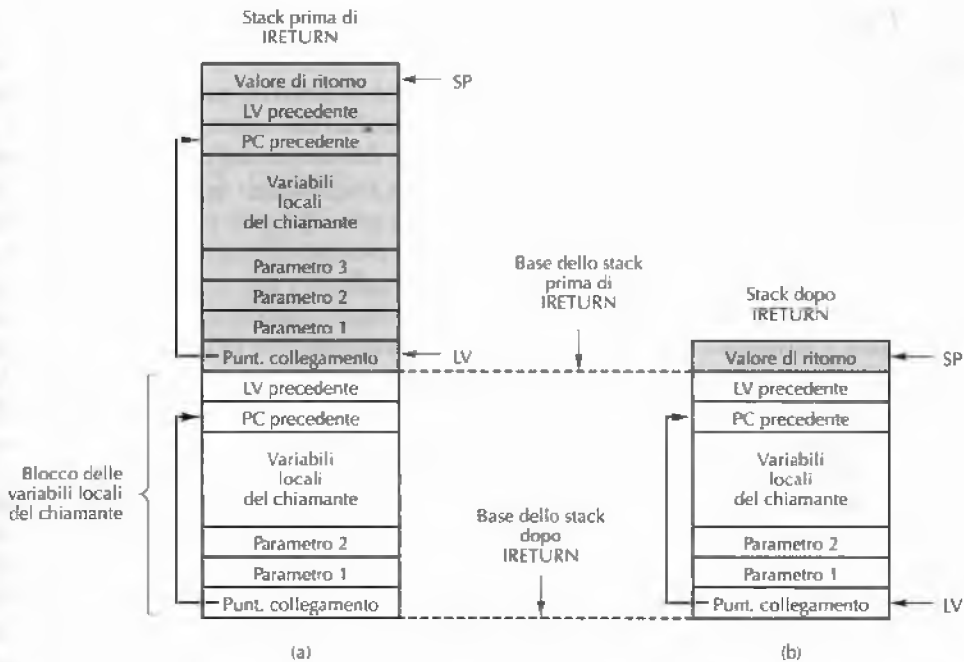 Stack prima di
IRETURN
Valore di ritorno
SP
LV precedente
PC precedente
Variabili
locali
del chiamante
Parametro 3
Parametro 2
Parametro 1
Punt. collegamento
LV
LV precedente
PC precedente
Variabili
locali
del chiamante
Parametro 2
Parametro 1
Punt. collegamento
Blocco delle
variabili locali
del chiamante
(a)
Base dello stack
prima di
IRETURN
Base dello stack
dopo
IRETURN
Stack dopo
IRETURN
Valore di ritorno
SP
LV precedente
PC precedente
Variabili
locali
del chiamante
Parametro 2
Parametro 1
Punt. collegamento
LV
(b)